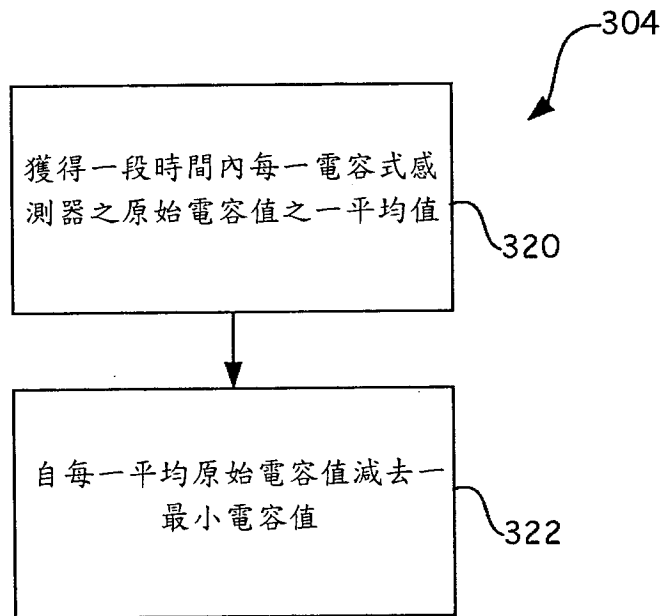 304
獲得一段時間內每一電容式感
測器之原始電容值之一平均值
320
自每一平均原始電容值減去一
最小電容值
322